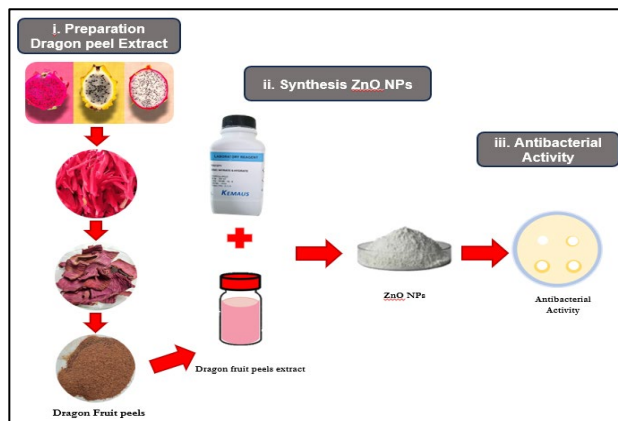 i. Preparation
Dragon peel Extract
ii. Synthesis ZnO NPs
iii. Antibacterial
Activity
KEMAUS
ZnO NPs
Antibacterial
Activity
Dragon fruit peels extract
Dragon Fruit peels